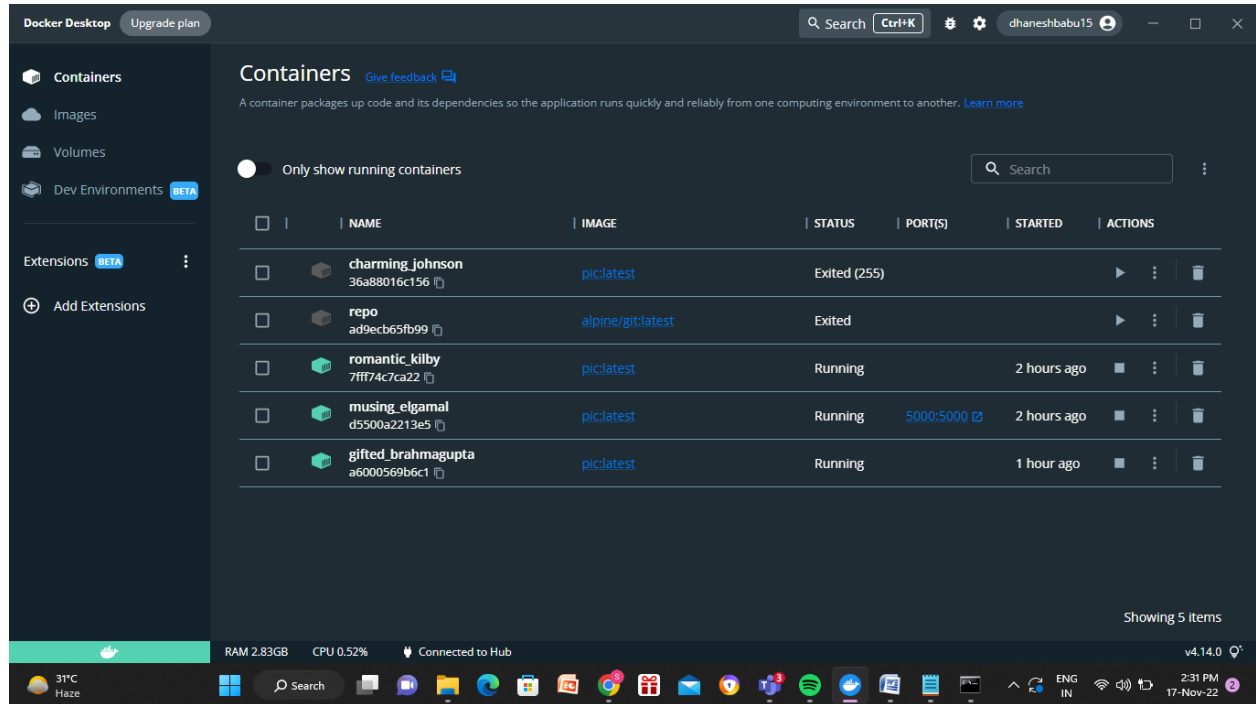 Docker Desktop Upgrade plan Search Ctrl+K dhaneshbabu15
Containers
Images
Volumes
Dev Environments BETA
Extensions BETA
Add Extensions
Containers Give feedback
A container packages up code and its dependencies so the application runs quickly and reliably from one computing environment to another. Learn more
Only show running containers Search
NAME IMAGE STATUS PORT(S) STARTED ACTIONS
charming_johnson
36a88016c156 pic:latest Exited (255)
repo
ad9ecb65fb99 alpine/git:latest Exited
romantic_kilby
7fff74c7ca22 pic:latest Running 2 hours ago
musing_elgamal
d5500a2213e5 pic:latest Running 5000:5000 2 hours ago
gifted_brahmagupta
a6000569b6c1 pic:latest Running 1 hour ago
Showing 5 items
RAM 2.83GB CPU 0.52% Connected to Hub v4.14.0
31°C
Haze
Search
S
3
ENG
IN
2:31 PM
17-Nov-22
2